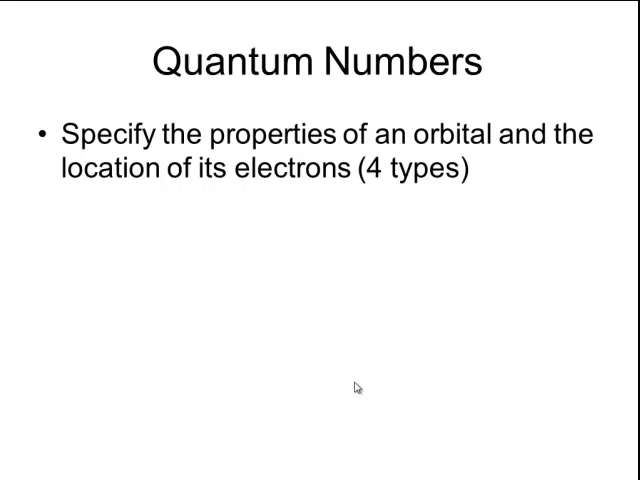 Quantum Numbers
• Specify the properties of an orbital and the
location of its electrons (4 types)